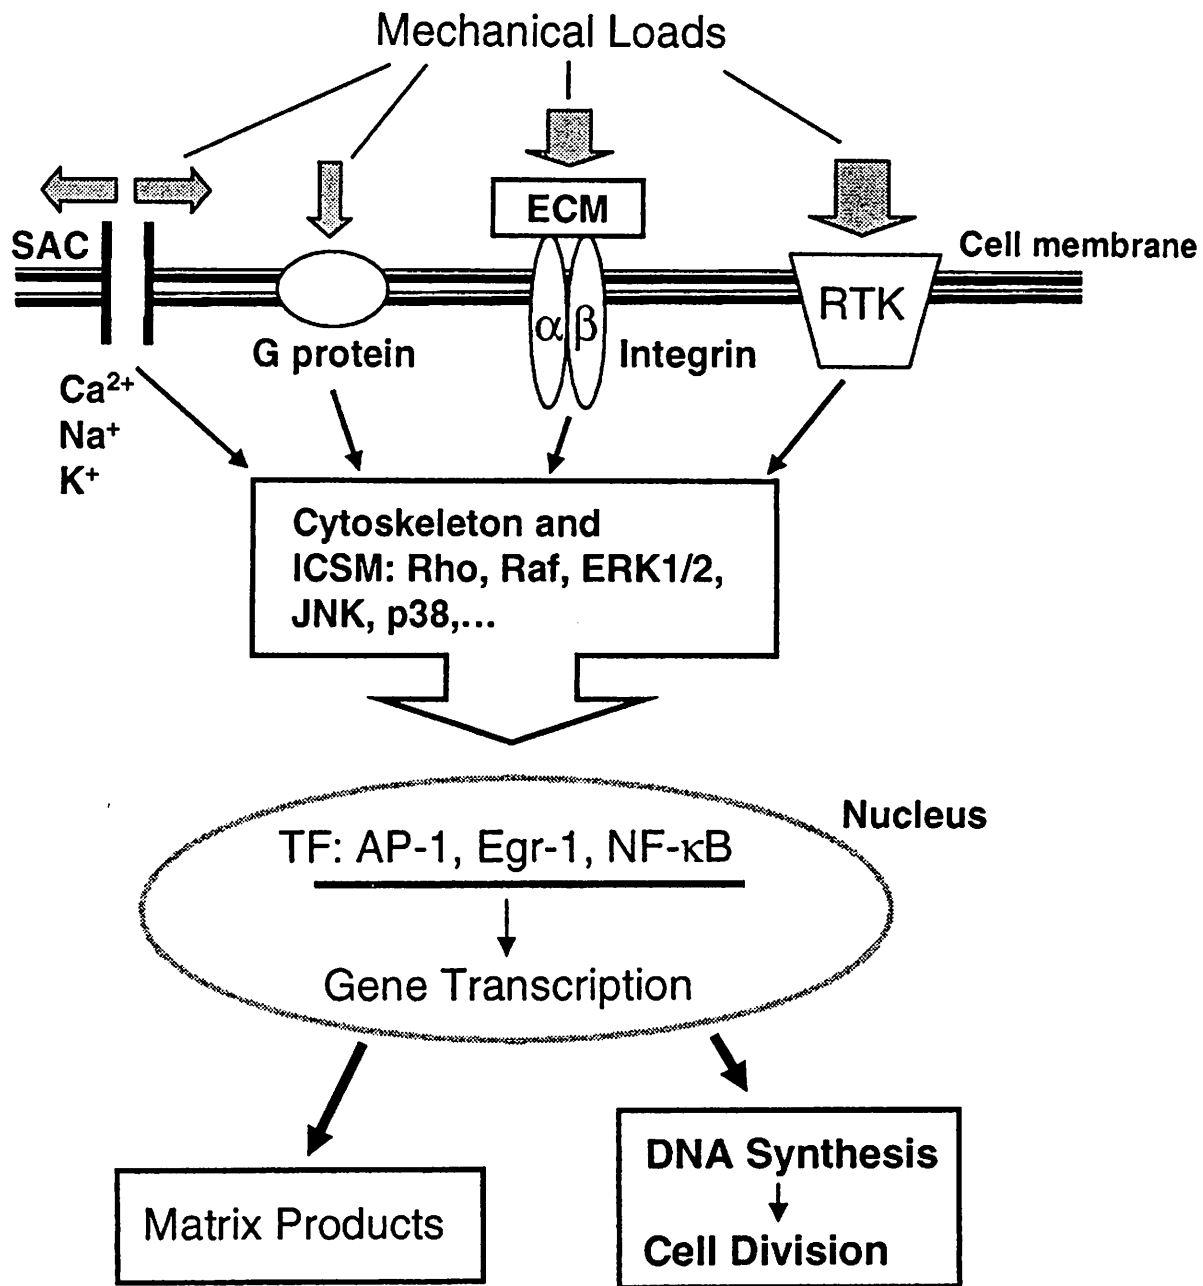 Mechanical Loads
ECM
SAC
Cell membrane
RTK
α β
G protein
Integrin
Ca²⁺
Na⁺
K⁺
Cytoskeleton and
ICSM: Rho, Raf, ERK1/2,
JNK, p38,...
Nucleus
TF: AP-1, Egr-1, NF-κB
Gene Transcription
Matrix Products
DNA Synthesis
Cell Division